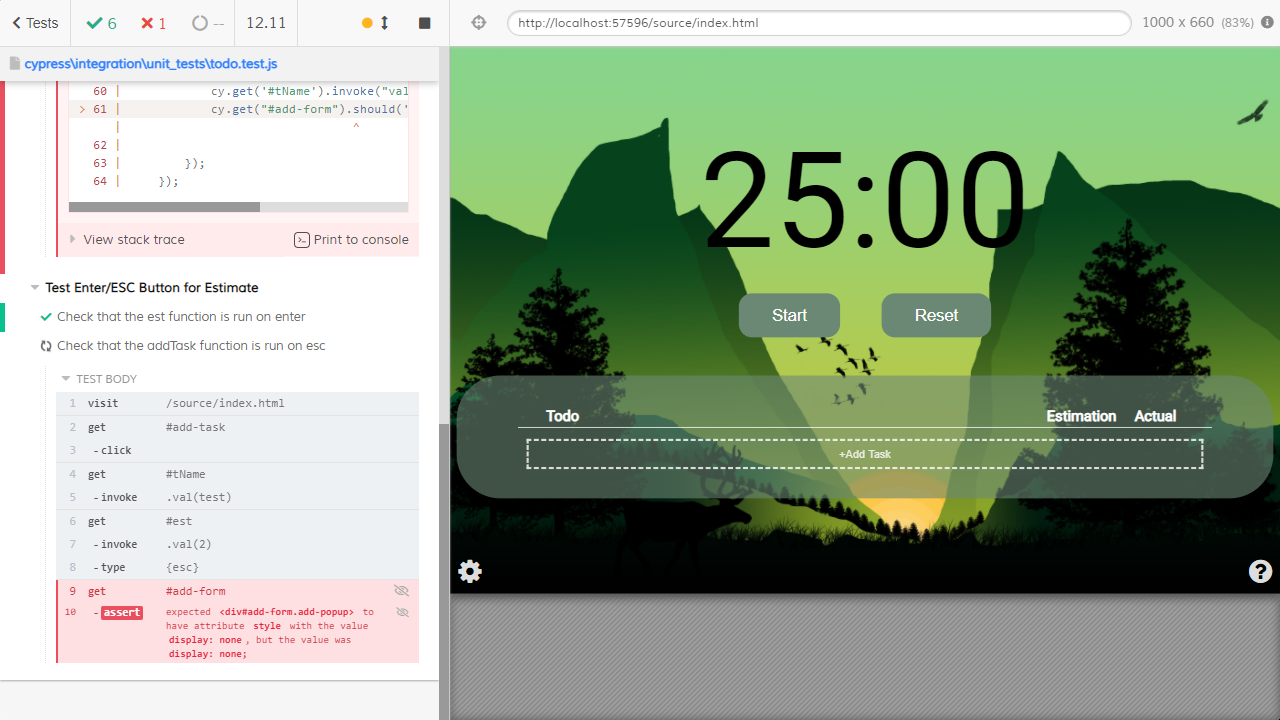 Tests
6
1
--
12.11
http://localhost:57596/source/index.html
1000 x 660 (83%)
cypress\integration\unit_tests\todo.test.js
60 | cy.get('#tName').invoke("val
> 61 | cy.get("#add-form").should('
| ^
62 |
63 | });
64 | });
View stack trace
Print to console
Test Enter/ESC Button for Estimate
Check that the est function is run on enter
Check that the addTask function is run on esc
TEST BODY
1 visit /source/index.html
2 get #add-task
3 -click
4 get #tName
5 -invoke .val(test)
6 get #est
7 -invoke .val(2)
8 -type {esc}
9 get #add-form
10 -assert expected <div#add-form.add-popup> to
have attribute style with the value
display: none , but the value was
display: none;
25:00
Start
Reset
Todo
Estimation
Actual
+Add Task